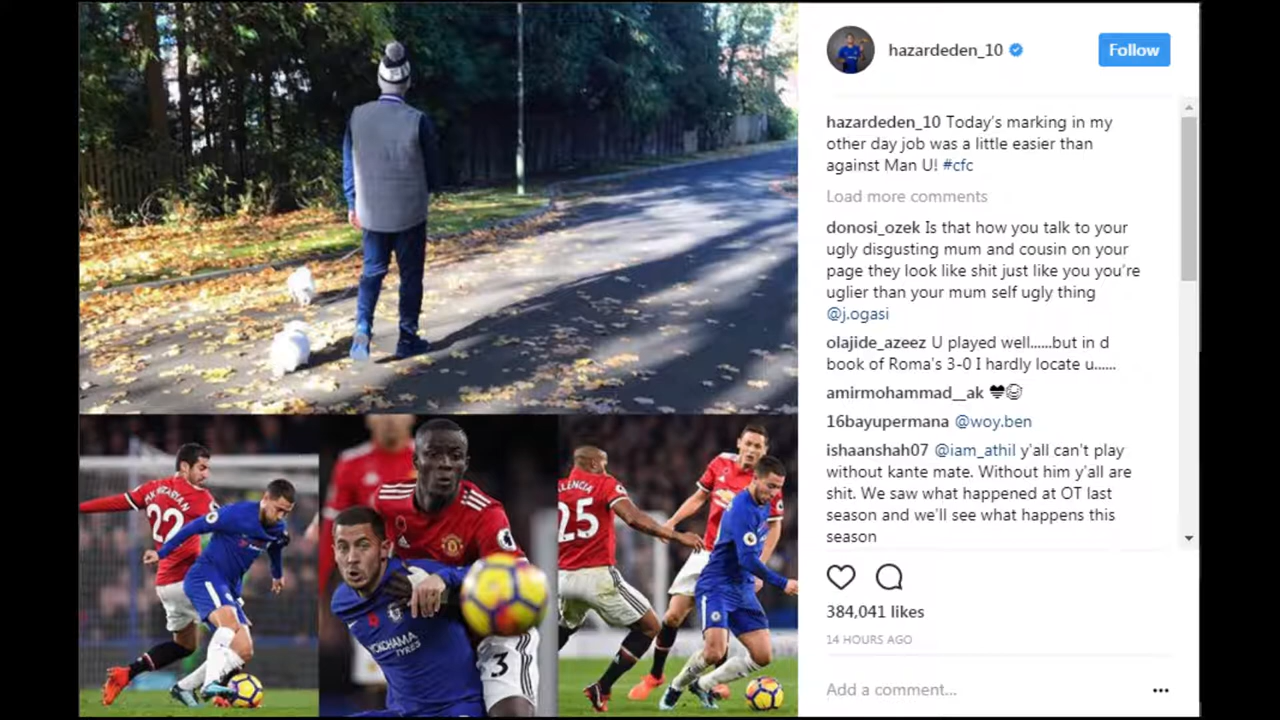 hazardeden_10
Follow
hazardeden_10 Today's marking in my
other day job was a little easier than
against Man U! #cfc
Load more comments
donosi_ozek Is that how you talk to your
ugly disgusting mum and cousin on your
page they look like shit just like you you're
uglier than your mum self ugly thing
@j.ogasi
olajide_azeez U played well......but in d
book of Roma's 3-0 I hardly locate u......
amirmohammad__ak
16bayupermana @woy.ben
ishaanshah07 @iam_athil y'all can't play
without kante mate. Without him y'all are
shit. We saw what happened at OT last
season and we'll see what happens this
season
384,041 likes
14 HOURS AGO
Add a comment...
22
YOKOHAMA
TYRES
3
25